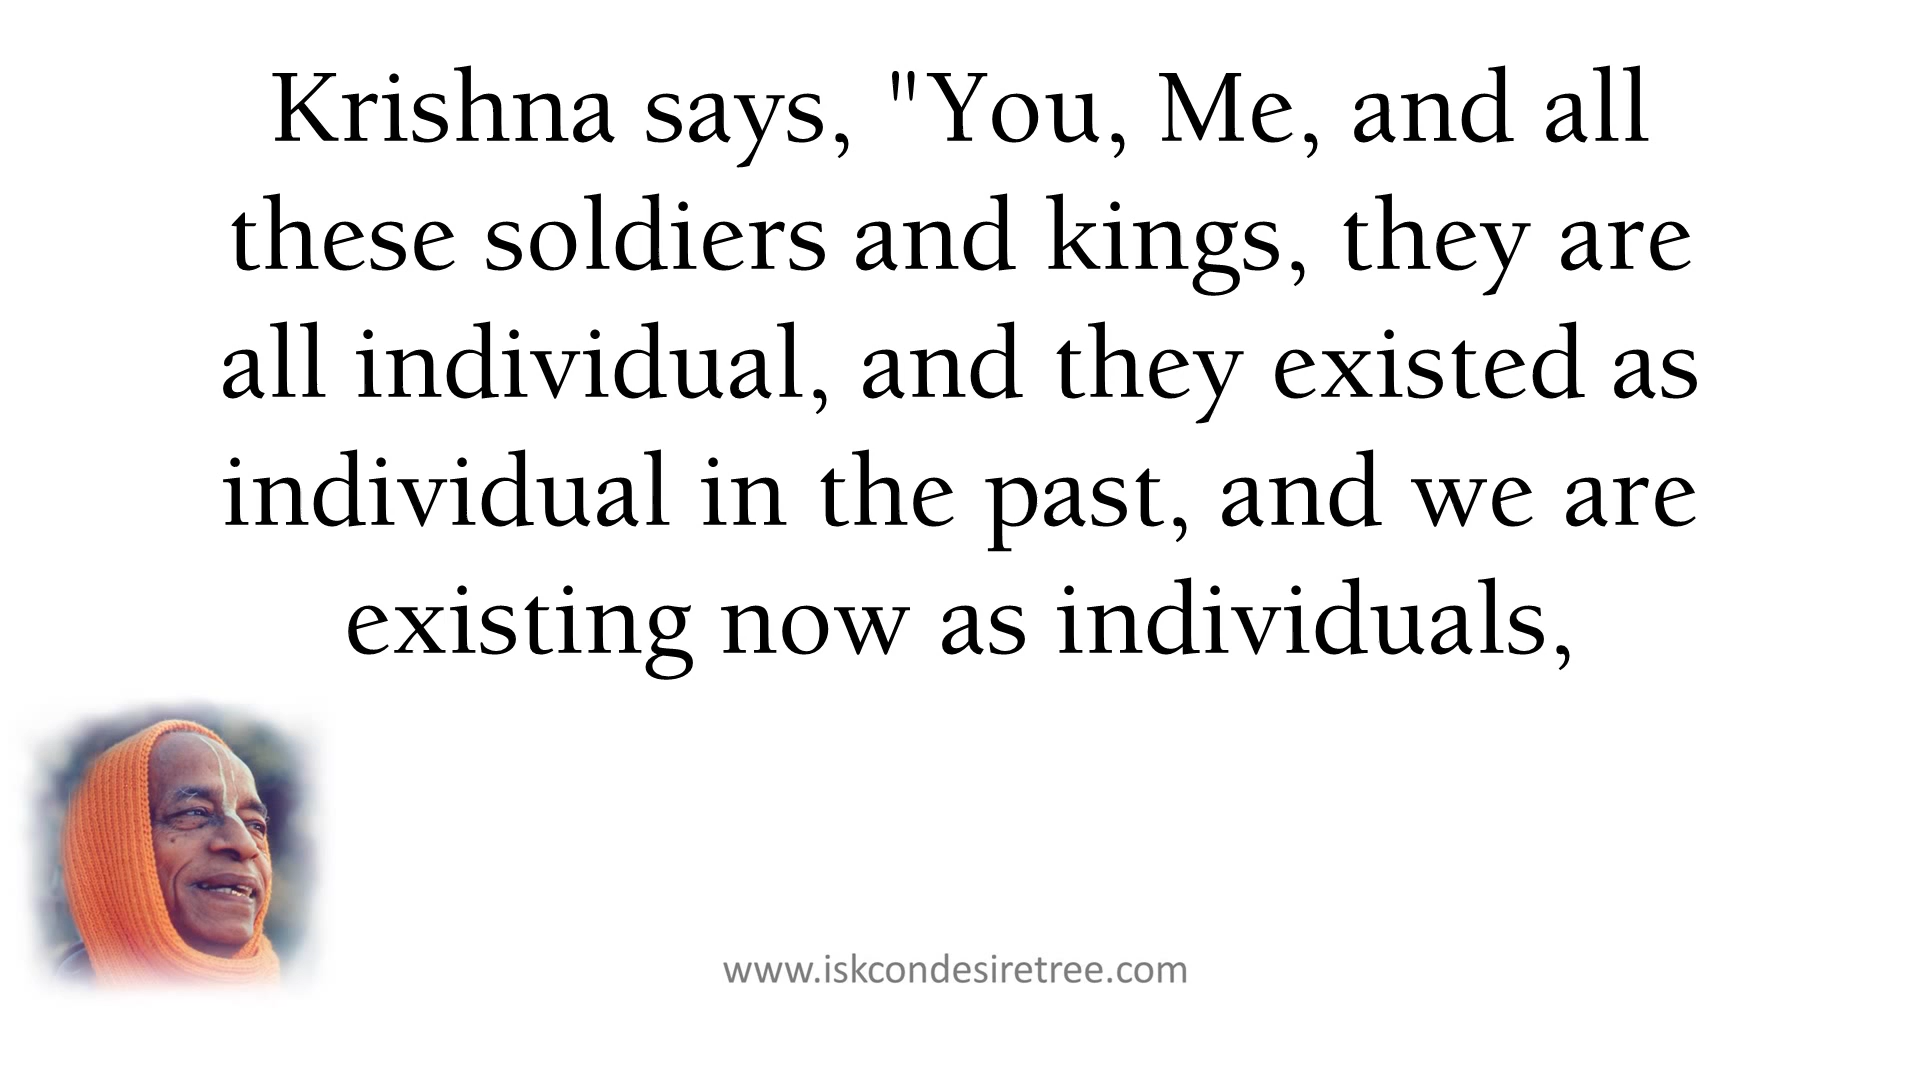 Krishna says, "You, Me, and all
these soldiers and kings, they are
all individual, and they existed as
individual in the past, and we are
existing now as individuals,
www.iskcondesiretree.com